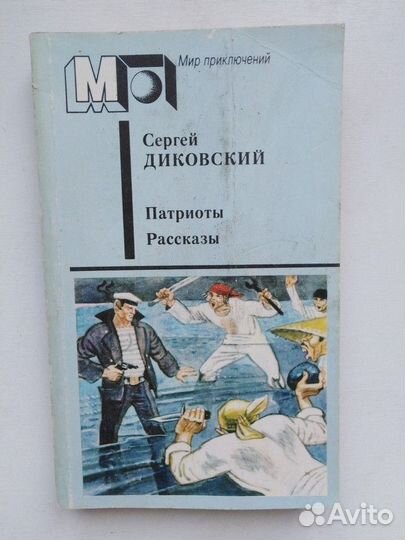 М
Мир приключений
Сергей
ДИКОВСКИЙ
Патриоты
Рассказы
Avito